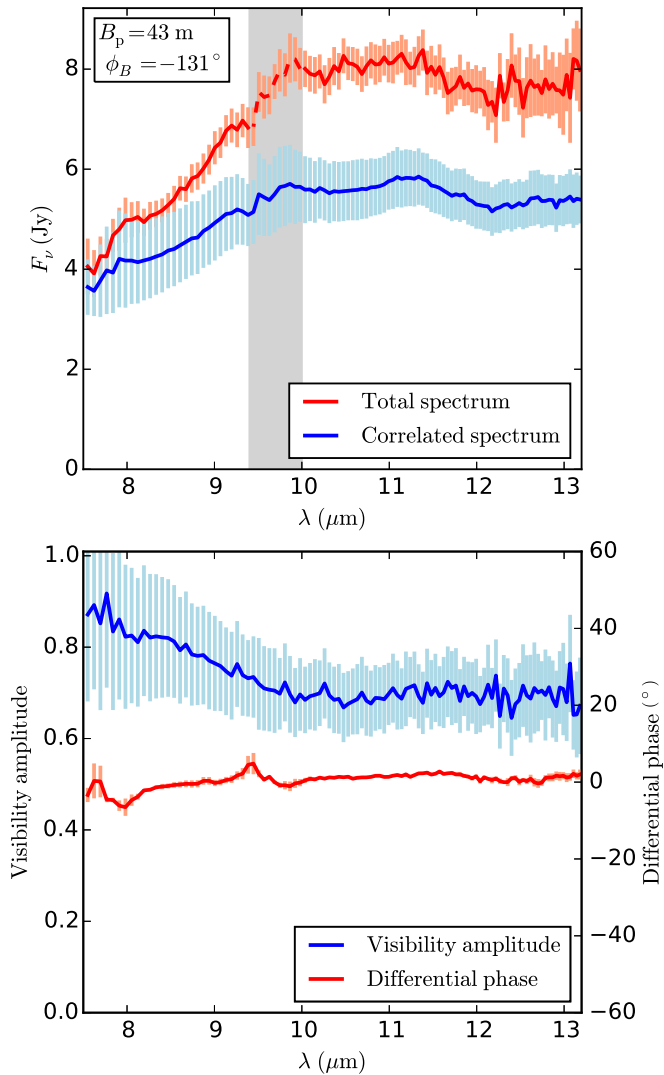 B_p = 43 m
ϕ_B = −131°
8
6
4
2
0
F_ν (Jy)
Total spectrum
Correlated spectrum
8 9 10 11 12 13
λ (μm)
1.0
0.8
0.6
0.4
0.2
0.0
Visibility amplitude
60
40
20
0
−20
−40
−60
Differential phase (°)
Visibility amplitude
Differential phase
8 9 10 11 12 13
λ (μm)